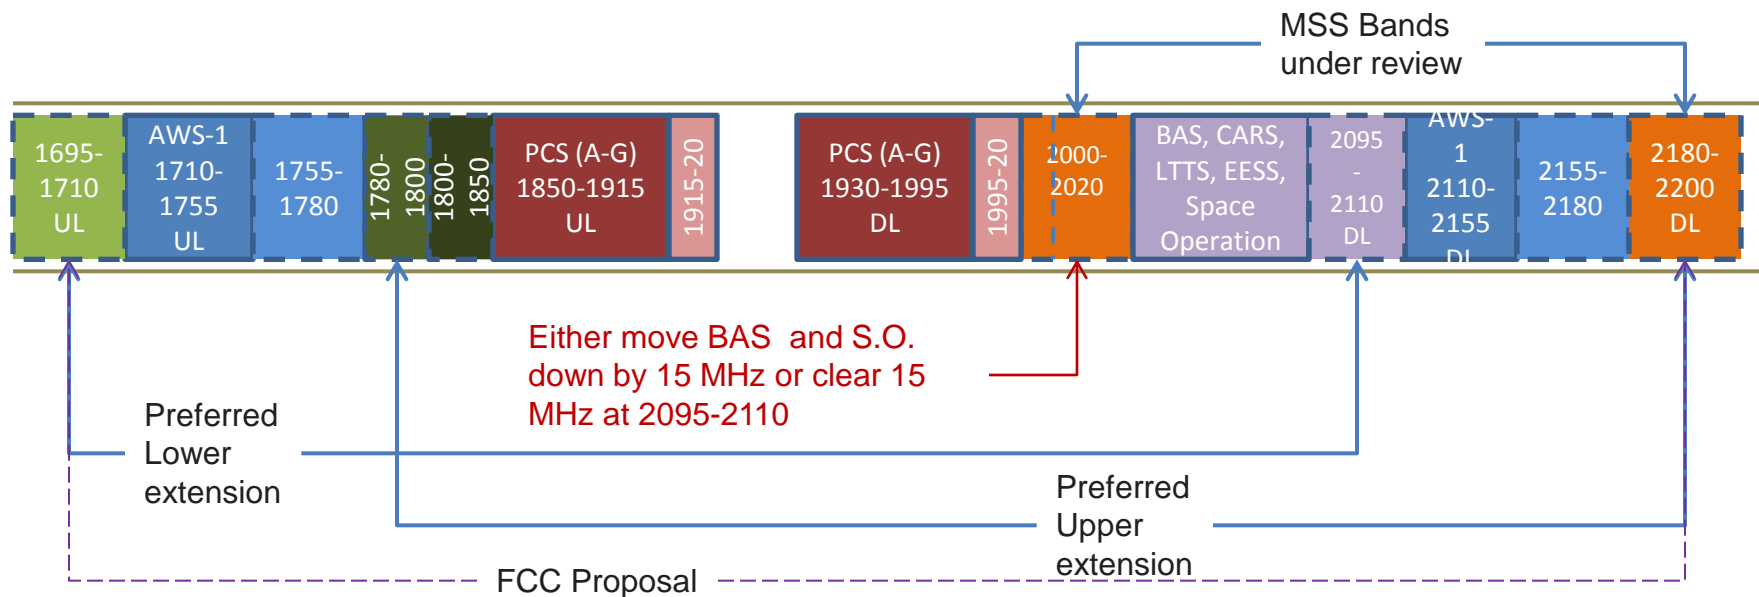 MSS Bands
under review
1695-
1710
UL
AWS-1
1710-
1755
UL
1755-
1780
1780-
1800
1800-
1850
PCS (A-G)
1850-1915
UL
1915-20
PCS (A-G)
1930-1995
DL
1995-20
2000-
2020
BAS, CARS,
LTTS, EESS,
Space
Operation
2095
-
2110
DL
AWS-
1
2110-
2155
DL
2155-
2180
2180-
2200
DL
Either move BAS and S.O.
down by 15 MHz or clear 15
MHz at 2095-2110
Preferred
Lower
extension
Preferred
Upper
extension
FCC Proposal